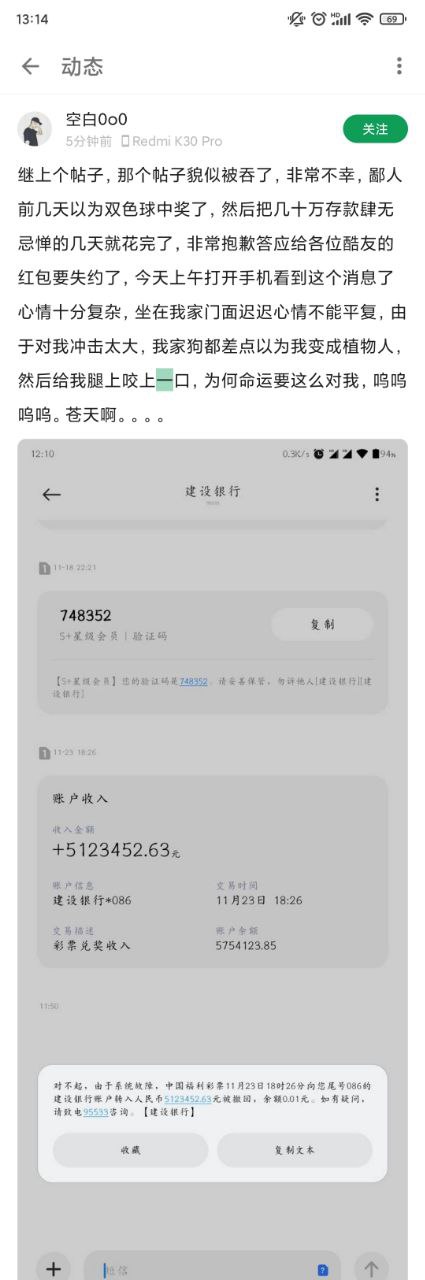 13:14
HD
69
动态
空白0o0
5分钟前 Redmi K30 Pro
关注
继上个帖子，那个帖子貌似被吞了，非常不幸，鄙人
前几天以为双色球中奖了，然后把几十万存款肆无
忌惮的几天就花完了，非常抱歉答应给各位酷友的
红包要失约了，今天上午打开手机看到这个消息了
心情十分复杂，坐在我家门面迟迟心情不能平复，由
于对我冲击太大，我家狗都差点以为我变成植物人，
然后给我腿上咬上一口，为何命运要这么对我，呜呜
呜呜。苍天啊。。。。
12:10
0.3K/s
94%
建设银行
1 11-18 22:21
748352
S+星级会员 | 验证码
复制
【S+星级会员】您的验证码是748352。请妥善保管，勿诉他人[建设银行][建
设银行]
1 11-23 18:26
账户收入
收入金额
+5123452.63元
账户信息 交易时间
建设银行*086 11月23日 18:26
交易描述 账户余额
彩票兑奖收入 5754123.85
11:50
对不起，由于系统故障，中国福利彩票11月23日18时26分向您尾号086的
建设银行账户转入人民币5123452.63元被撤回，余额0.01元。如有疑问，
请致电95533咨询。【建设银行】
收藏 复制文本
短信